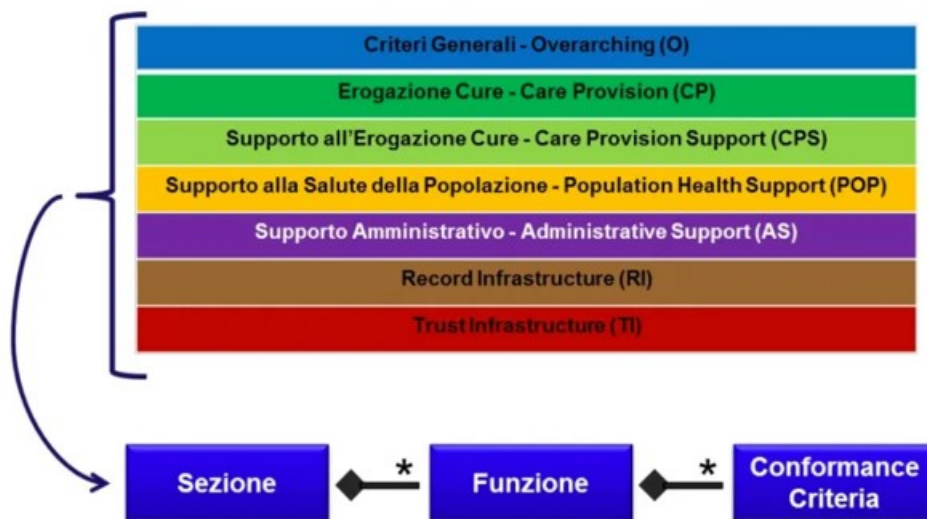 Criteri Generali - Overarching (O)
Erogazione Cure - Care Provision (CP)
Supporto all'Erogazione Cure - Care Provision Support (CPS)
Supporto alla Salute della Popolazione - Population Health Support (POP)
Supporto Amministrativo - Administrative Support (AS)
Record Infrastructure (RI)
Trust Infrastructure (TI)
Sezione
*
Funzione
*
Conformance
Criteria